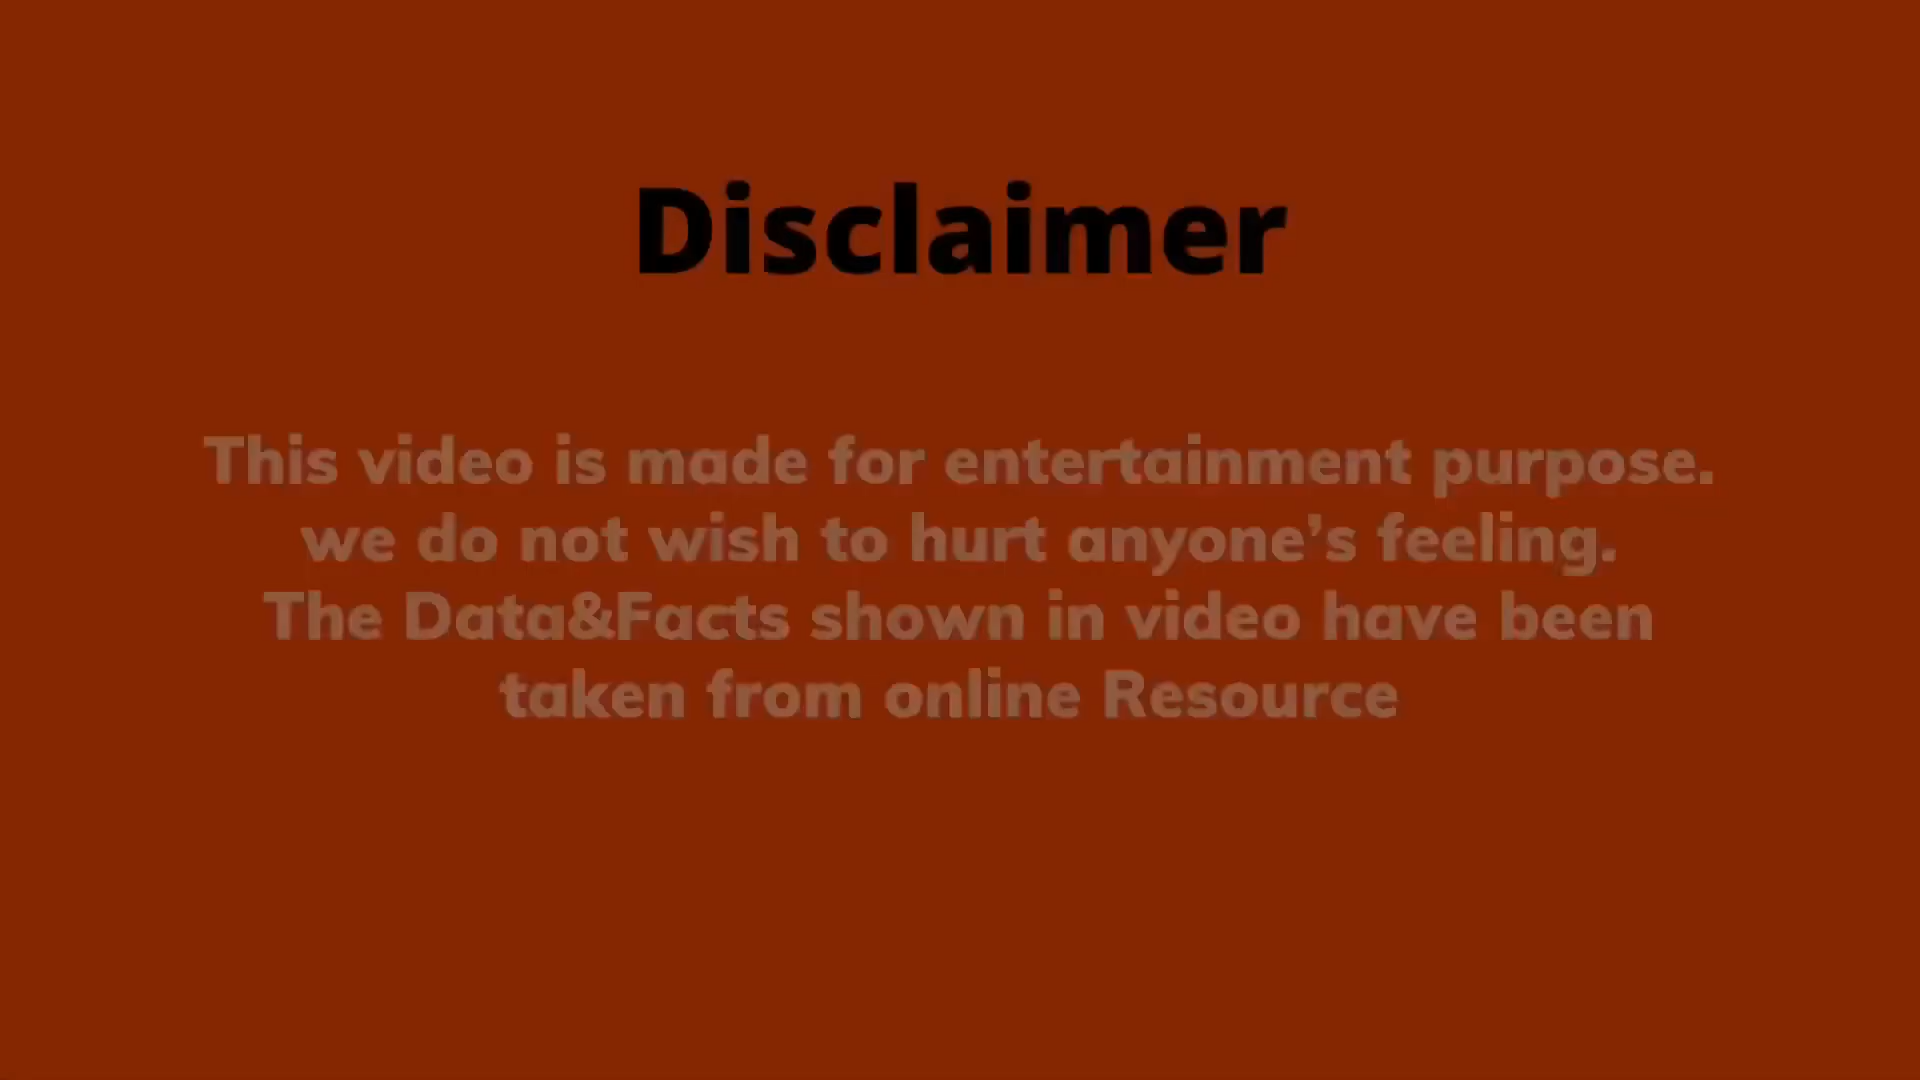 Disclaimer
This video is made for entertainment purpose.
we do not wish to hurt anyone’s feeling.
The Data&Facts shown in video have been
taken from online Resource